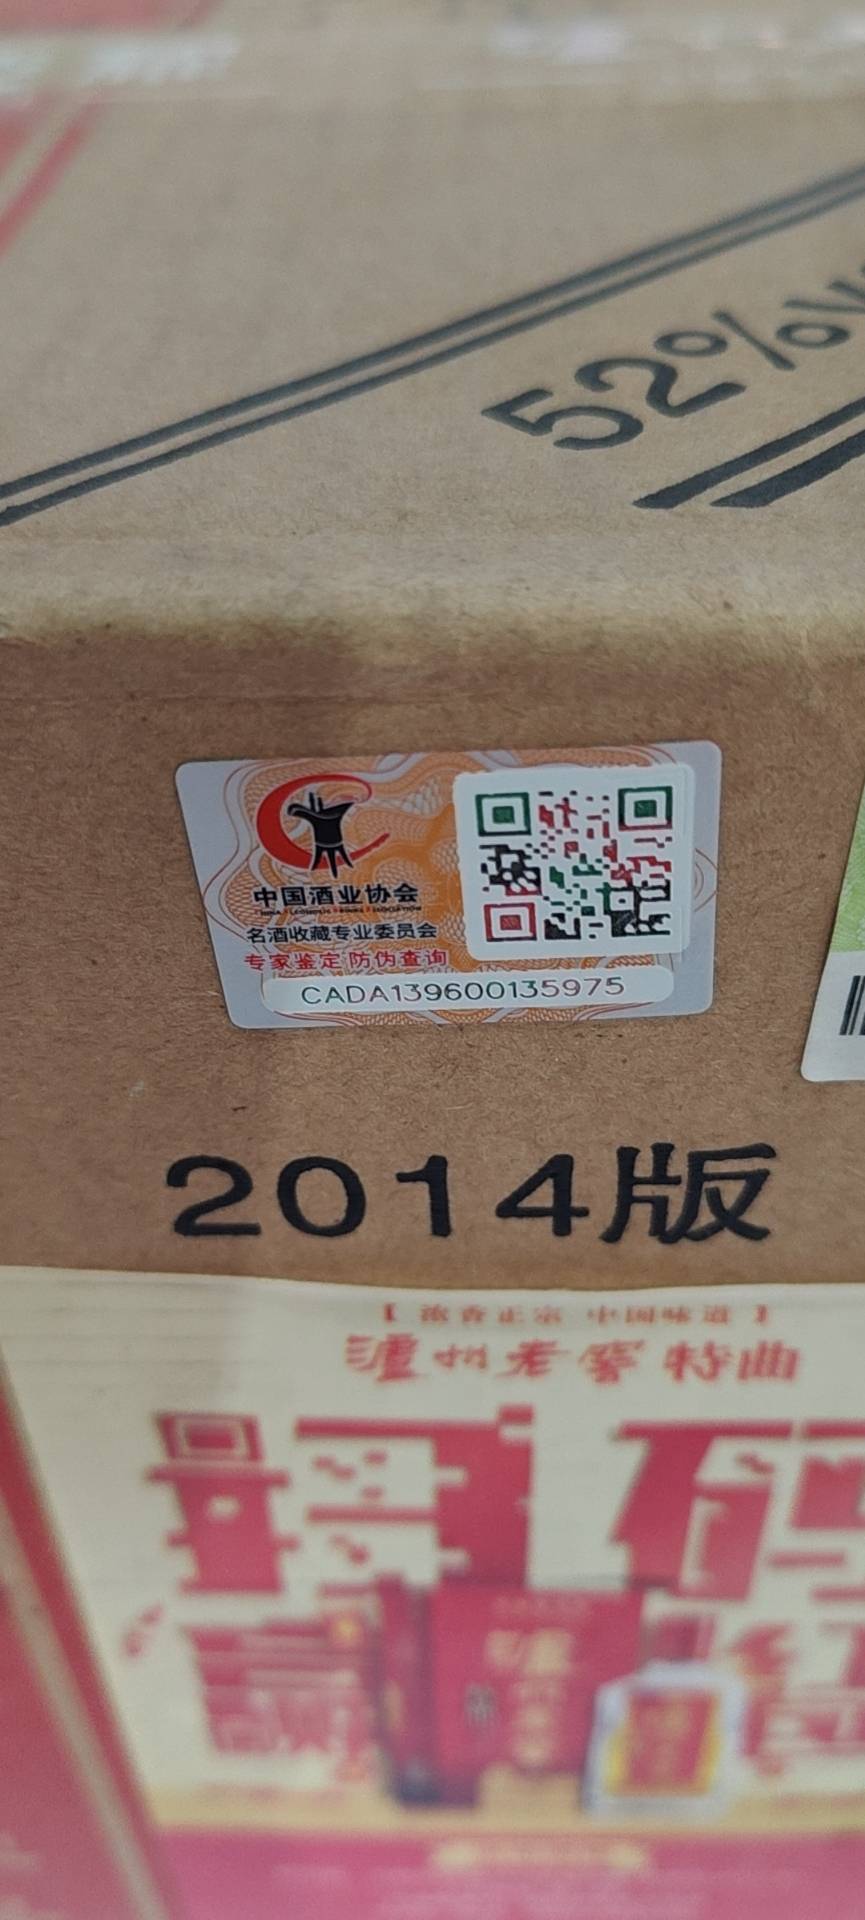 52%
中国酒业协会
名酒收藏专业委员会
专家鉴定 防伪查询
CADA139600135975
2014版
【 浓香正宗 中国味道 】
泸州老窖 特曲
扫码